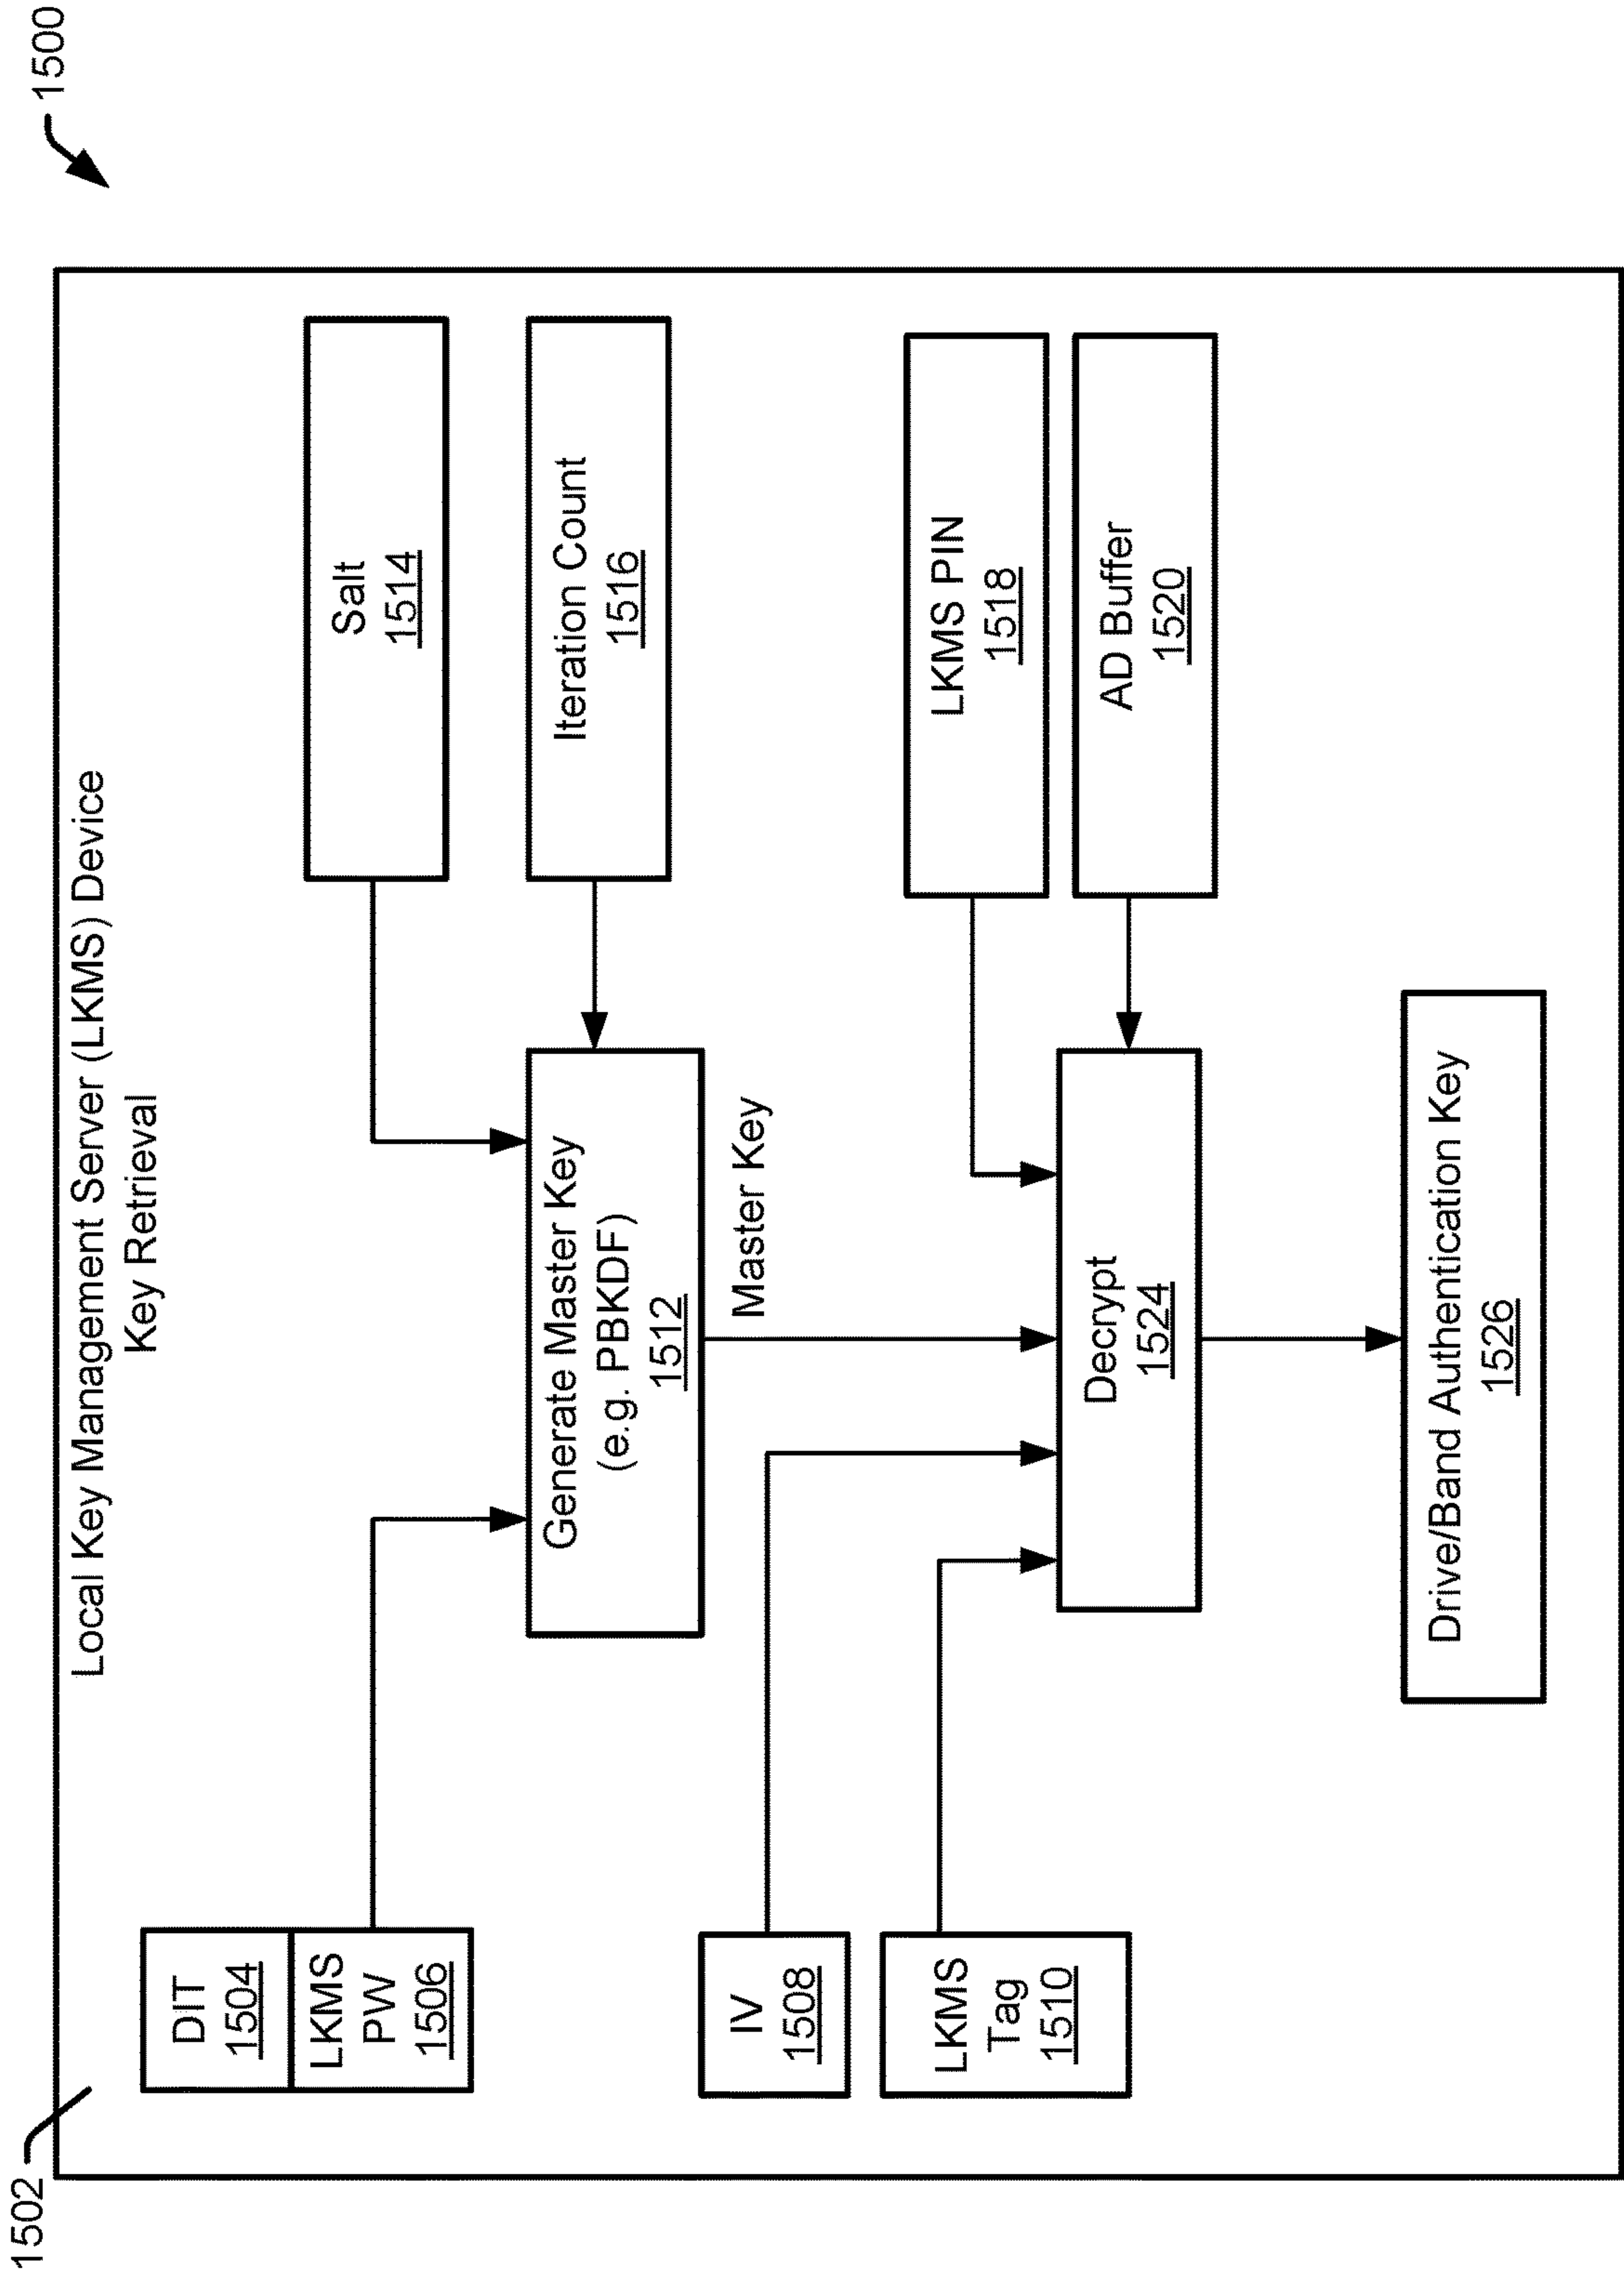 1500
1502
Local Key Management Server (LKMS) Device
Key Retrieval
DIT
1504
LKMS
PW
1506
Salt
1514
Generate Master Key
(e.g. PBKDF)
1512
Iteration Count
1516
Master Key
IV
1508
LKMS
Tag
1510
LKMS PIN
1518
AD Buffer
1520
Decrypt
1524
Drive/Band Authentication Key
1526